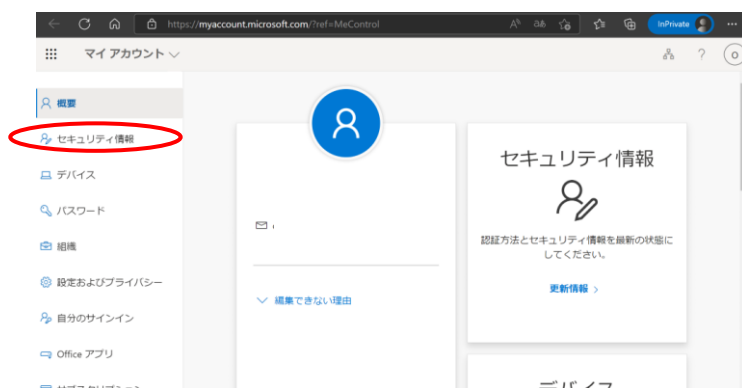 https://myaccount.microsoft.com/?ref=MeControl
InPrivate
マイ アカウント
?
概要
セキュリティ情報
デバイス
パスワード
組織
設定およびプライバシー
自分のサインイン
Office アプリ
編集できない理由
セキュリティ情報
認証方法とセキュリティ情報を最新の状態に
してください。
更新情報 >
デバイス